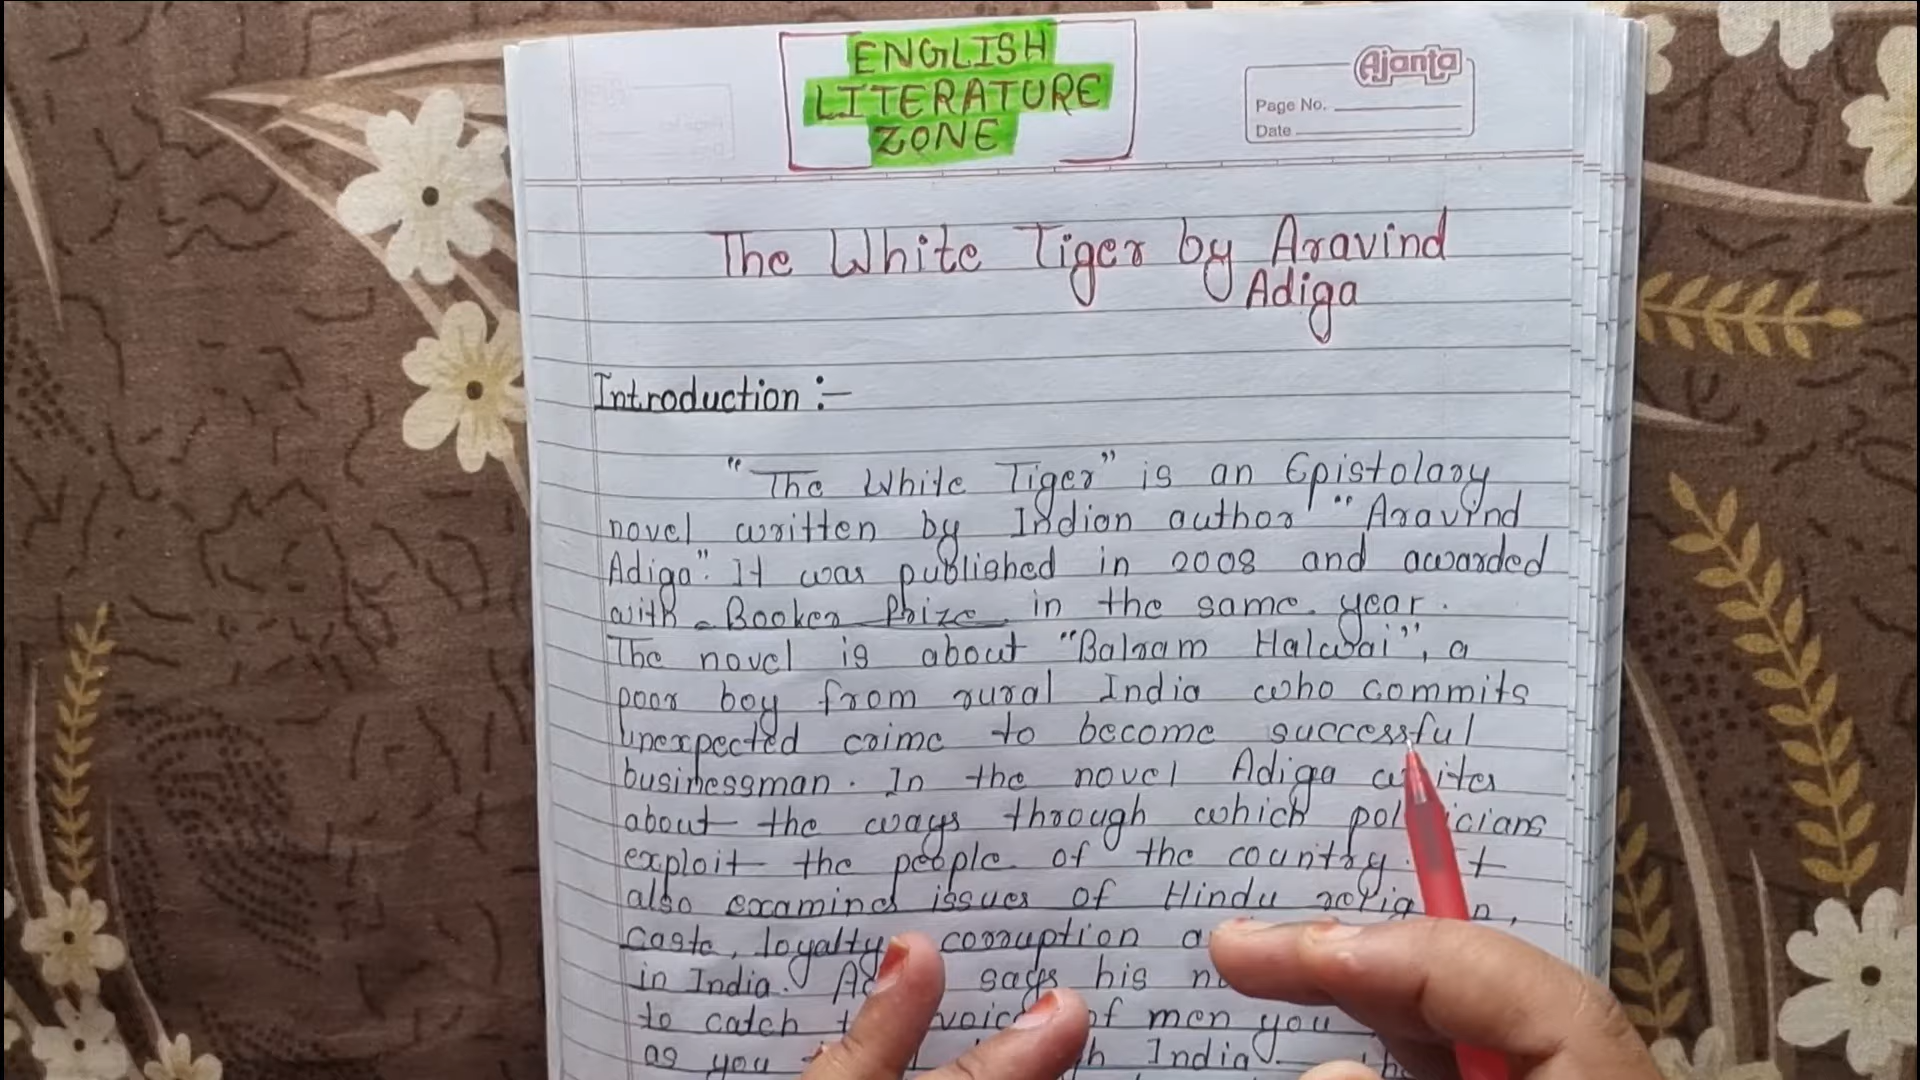 ENGLISH
LITERATURE
ZONE
Ajanta
Page No.
Date
The White Tiger by Aravind
Adiga
Introduction :-
"The White Tiger" is an Epistolary
novel written by Indian author "Aravind
Adiga". It was published in 2008 and awarded
with Booker Prize in the same year.
The novel is about "Balram Halwai", a
poor boy from rural India who commits
unexpected crime to become successful
businessman. In the novel Adiga writes
about the ways through which politicians
exploit the people of the country. It
also examined issues of Hindu religion,
caste, loyalty, corruption
in India. says his
to catch voice of men you
as you India.